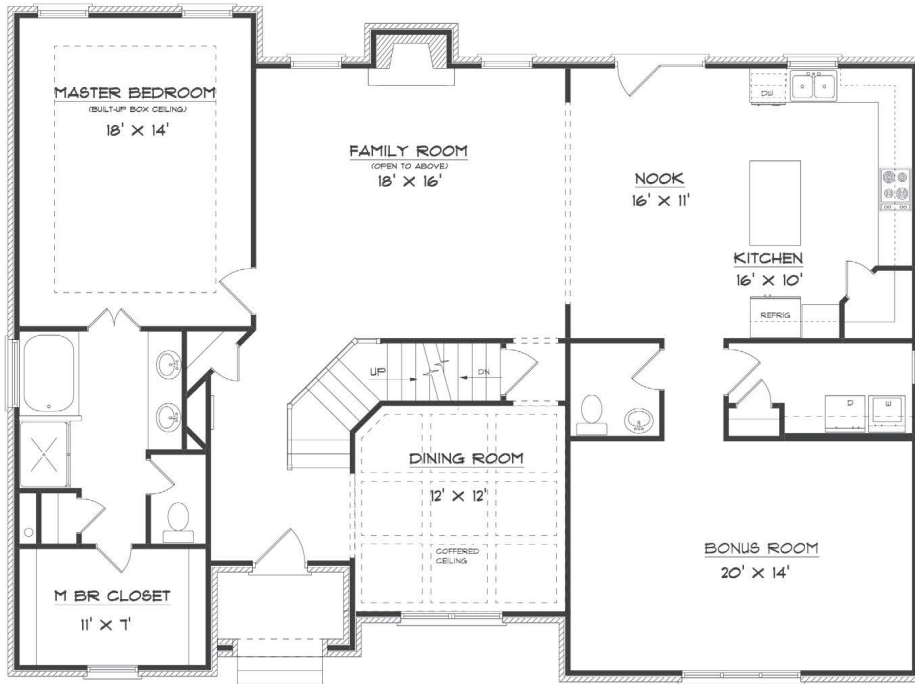 MASTER BEDROOM
(BUILT-UP BOX CEILING)
18' X 14'
FAMILY ROOM
(OPEN TO ABOVE)
18' X 16'
NOOK
16' X 11'
DW
KITCHEN
16' X 10'
REFRIG
UP
DN
D
W
DINING ROOM
12' X 12'
COFFERED
CEILING
BONUS ROOM
20' X 14'
M BR CLOSET
11' X 7'